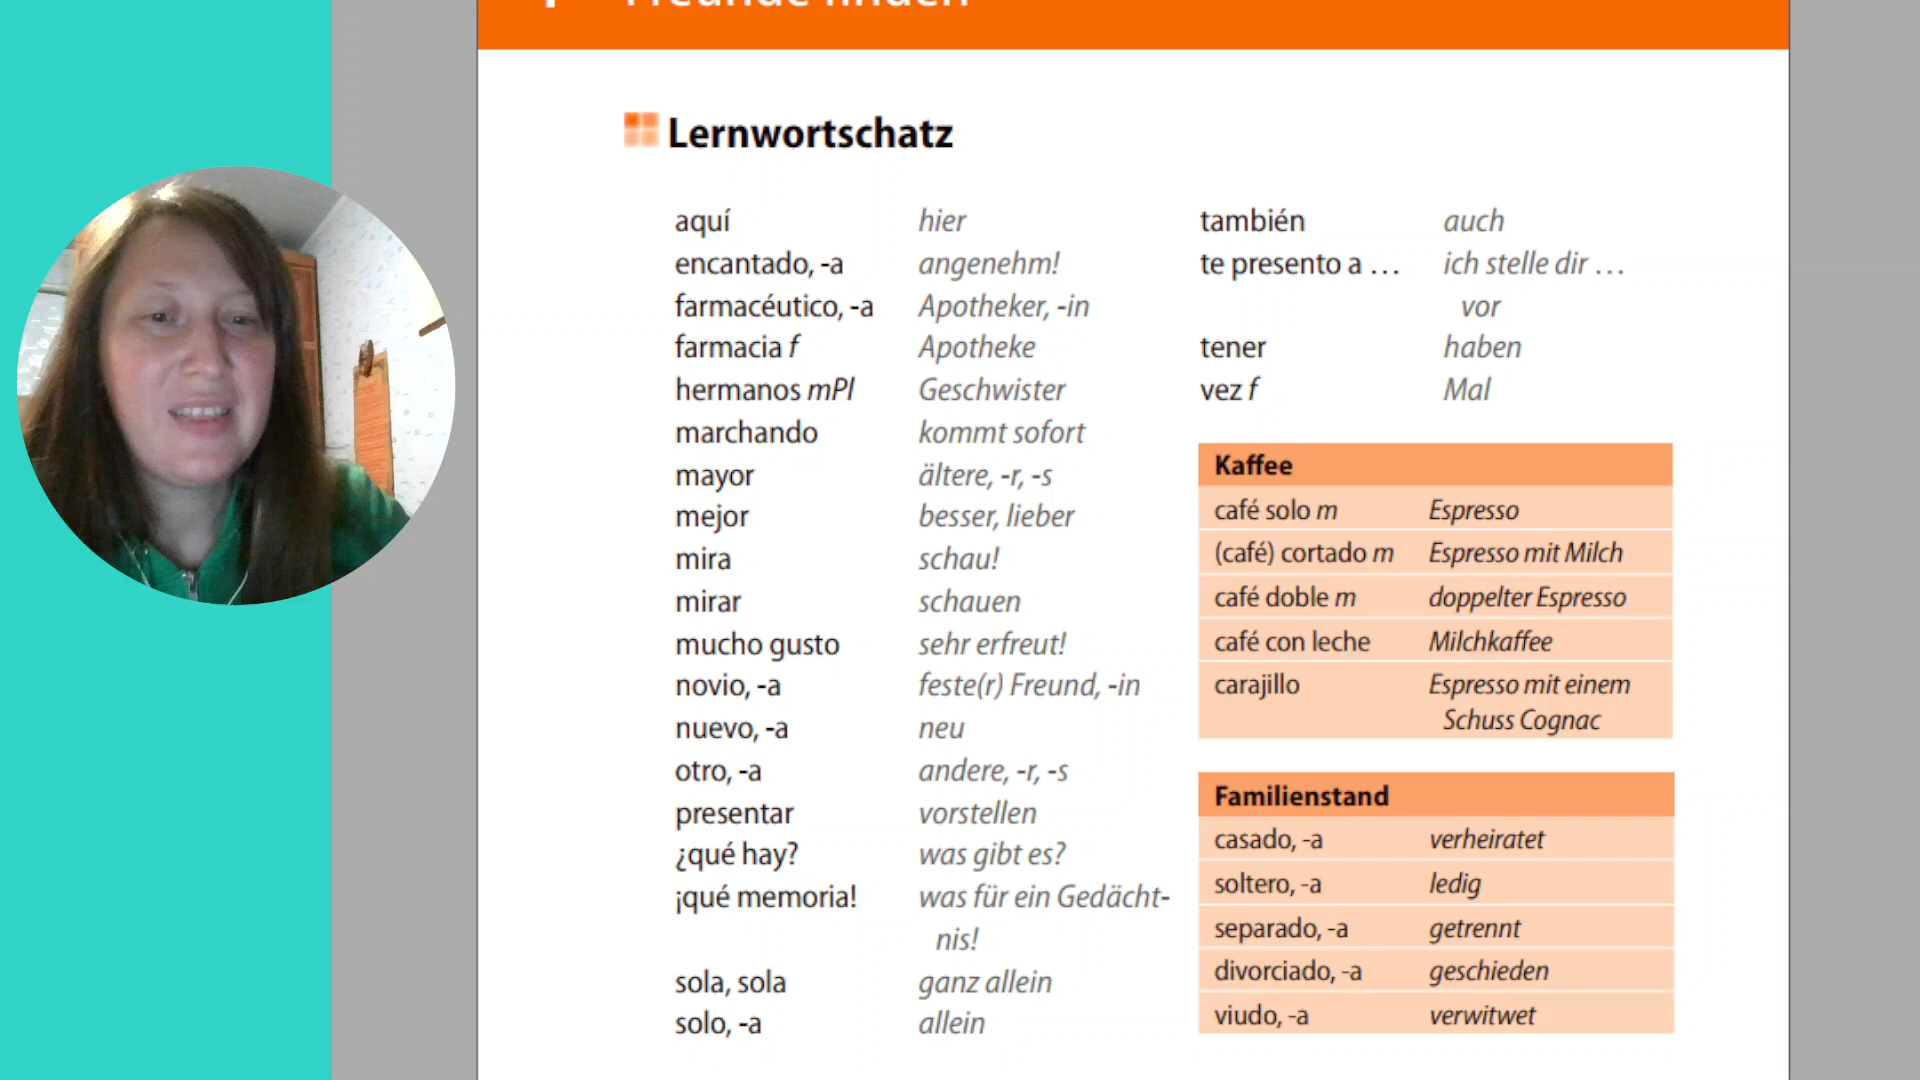 Freunde finden
Lernwortschatz
aquí hier
encantado, -a angenehm!
farmacéutico, -a Apotheker, -in
farmacia f Apotheke
hermanos mPl Geschwister
marchando kommt sofort
mayor ältere, -r, -s
mejor besser, lieber
mira schau!
mirar schauen
mucho gusto sehr erfreut!
novio, -a feste(r) Freund, -in
nuevo, -a neu
otro, -a andere, -r, -s
presentar vorstellen
¿qué hay? was gibt es?
¡qué memoria! was für ein Gedächt-
nis!
sola, sola ganz allein
solo, -a allein
también auch
te presento a … ich stelle dir …
vor
tener haben
vez f Mal
Kaffee
café solo m Espresso
(café) cortado m Espresso mit Milch
café doble m doppelter Espresso
café con leche Milchkaffee
carajillo Espresso mit einem
Schuss Cognac
Familienstand
casado, -a verheiratet
soltero, -a ledig
separado, -a getrennt
divorciado, -a geschieden
viudo, -a verwitwet